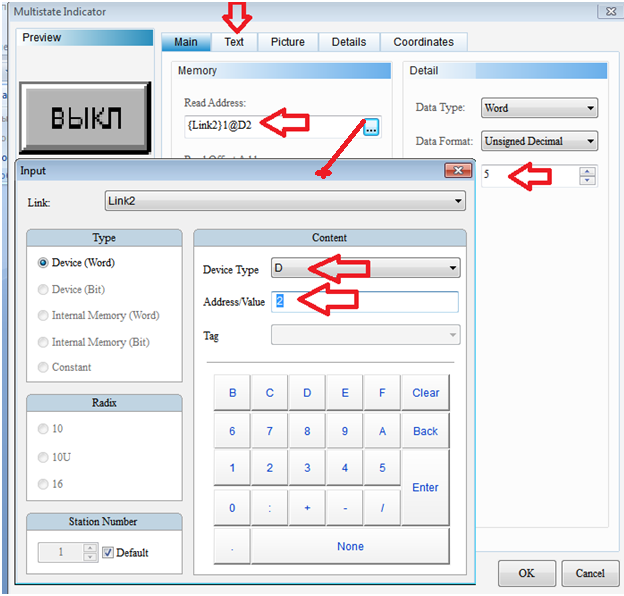 Multistate Indicator
Preview
ВЫКЛ
Main
Text
Picture
Details
Coordinates
Memory
Read Address:
{Link2}1@D2
...
Detail
Data Type:
Word
Data Format:
Unsigned Decimal
5
Input
Link:
Link2
Type
Device (Word)
Device (Bit)
Internal Memory (Word)
Internal Memory (Bit)
Constant
Radix
10
10U
16
Station Number
1
Default
Content
Device Type
D
Address/Value
2
Tag
B C D E F Clear
6 7 8 9 A Back
1 2 3 4 5 Enter
0 : + - /
. None
OK
Cancel